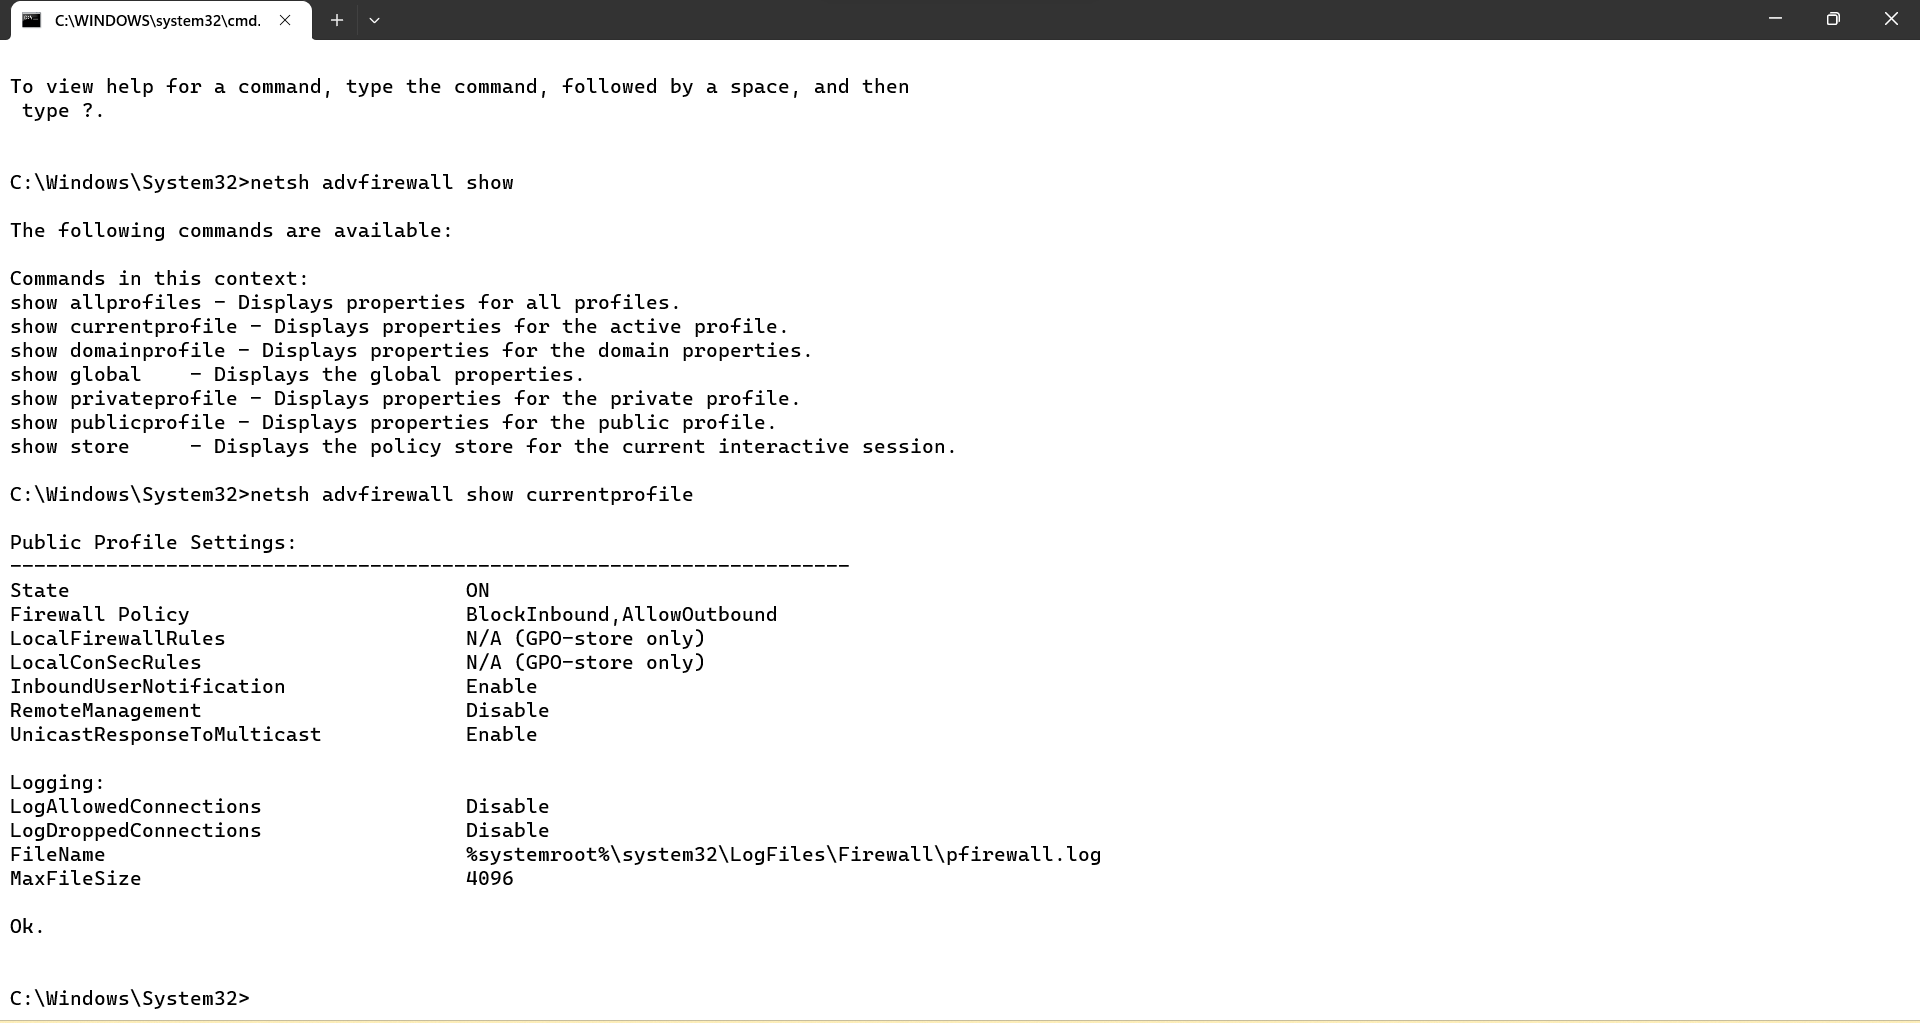 C:\WINDOWS\system32\cmd.
To view help for a command, type the command, followed by a space, and then
 type ?.
C:\Windows\System32>netsh advfirewall show
The following commands are available:
Commands in this context:
show allprofiles - Displays properties for all profiles.
show currentprofile - Displays properties for the active profile.
show domainprofile - Displays properties for the domain properties.
show global    - Displays the global properties.
show privateprofile - Displays properties for the private profile.
show publicprofile - Displays properties for the public profile.
show store     - Displays the policy store for the current interactive session.
C:\Windows\System32>netsh advfirewall show currentprofile
Public Profile Settings:
----------------------------------------------------------------------
State                                 ON
Firewall Policy                       BlockInbound,AllowOutbound
LocalFirewallRules                    N/A (GPO-store only)
LocalConSecRules                      N/A (GPO-store only)
InboundUserNotification               Enable
RemoteManagement                      Disable
UnicastResponseToMulticast            Enable
Logging:
LogAllowedConnections                 Disable
LogDroppedConnections                 Disable
FileName                              %systemroot%\system32\LogFiles\Firewall\pfirewall.log
MaxFileSize                           4096
Ok.
C:\Windows\System32>